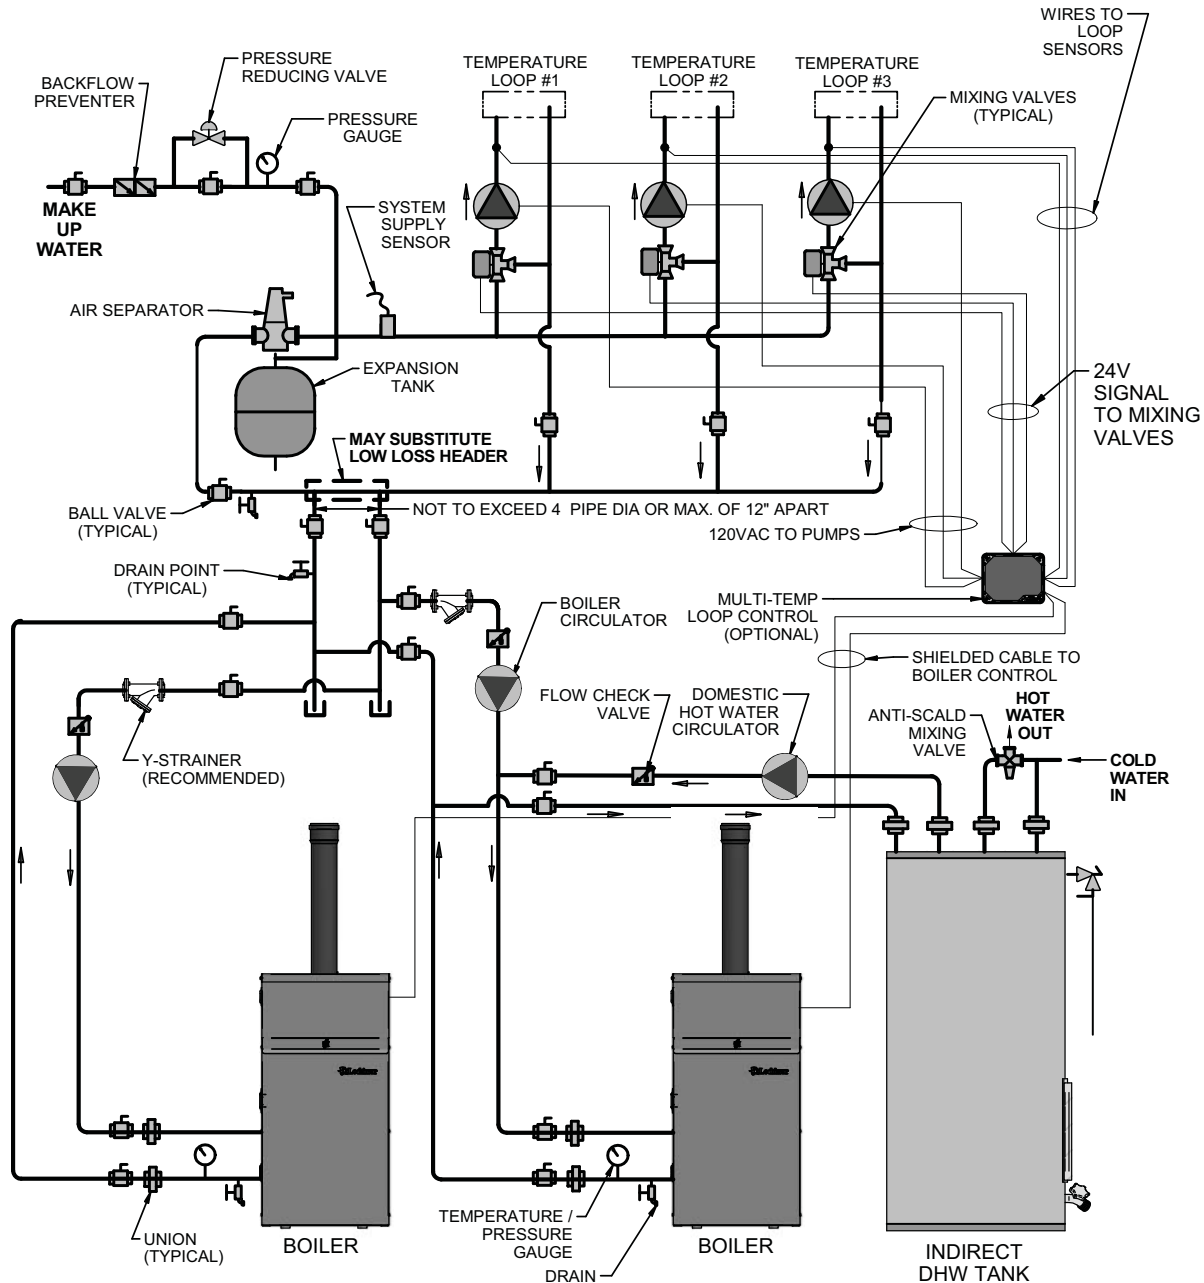 WIRES TO
LOOP
SENSORS
PRESSURE
REDUCING VALVE
BACKFLOW
PREVENTER
PRESSURE
GAUGE
TEMPERATURE
LOOP #1
TEMPERATURE
LOOP #2
TEMPERATURE
LOOP #3
MIXING VALVES
(TYPICAL)
MAKE
UP
WATER
SYSTEM
SUPPLY
SENSOR
AIR SEPARATOR
EXPANSION
TANK
24V
SIGNAL
TO MIXING
VALVES
MAY SUBSTITUTE
LOW LOSS HEADER
BALL VALVE
(TYPICAL)
NOT TO EXCEED 4 PIPE DIA OR MAX. OF 12" APART
120VAC TO PUMPS
DRAIN POINT
(TYPICAL)
BOILER
CIRCULATOR
MULTI-TEMP
LOOP CONTROL
(OPTIONAL)
SHIELDED CABLE TO
BOILER CONTROL
FLOW CHECK
VALVE
DOMESTIC
HOT WATER
CIRCULATOR
ANTI-SCALD
MIXING
VALVE
HOT
WATER
OUT
COLD
WATER
IN
Y-STRAINER
(RECOMMENDED)
Lochinvar
Lochinvar
UNION
(TYPICAL)
BOILER
TEMPERATURE /
PRESSURE
GAUGE
DRAIN
BOILER
INDIRECT
DHW TANK